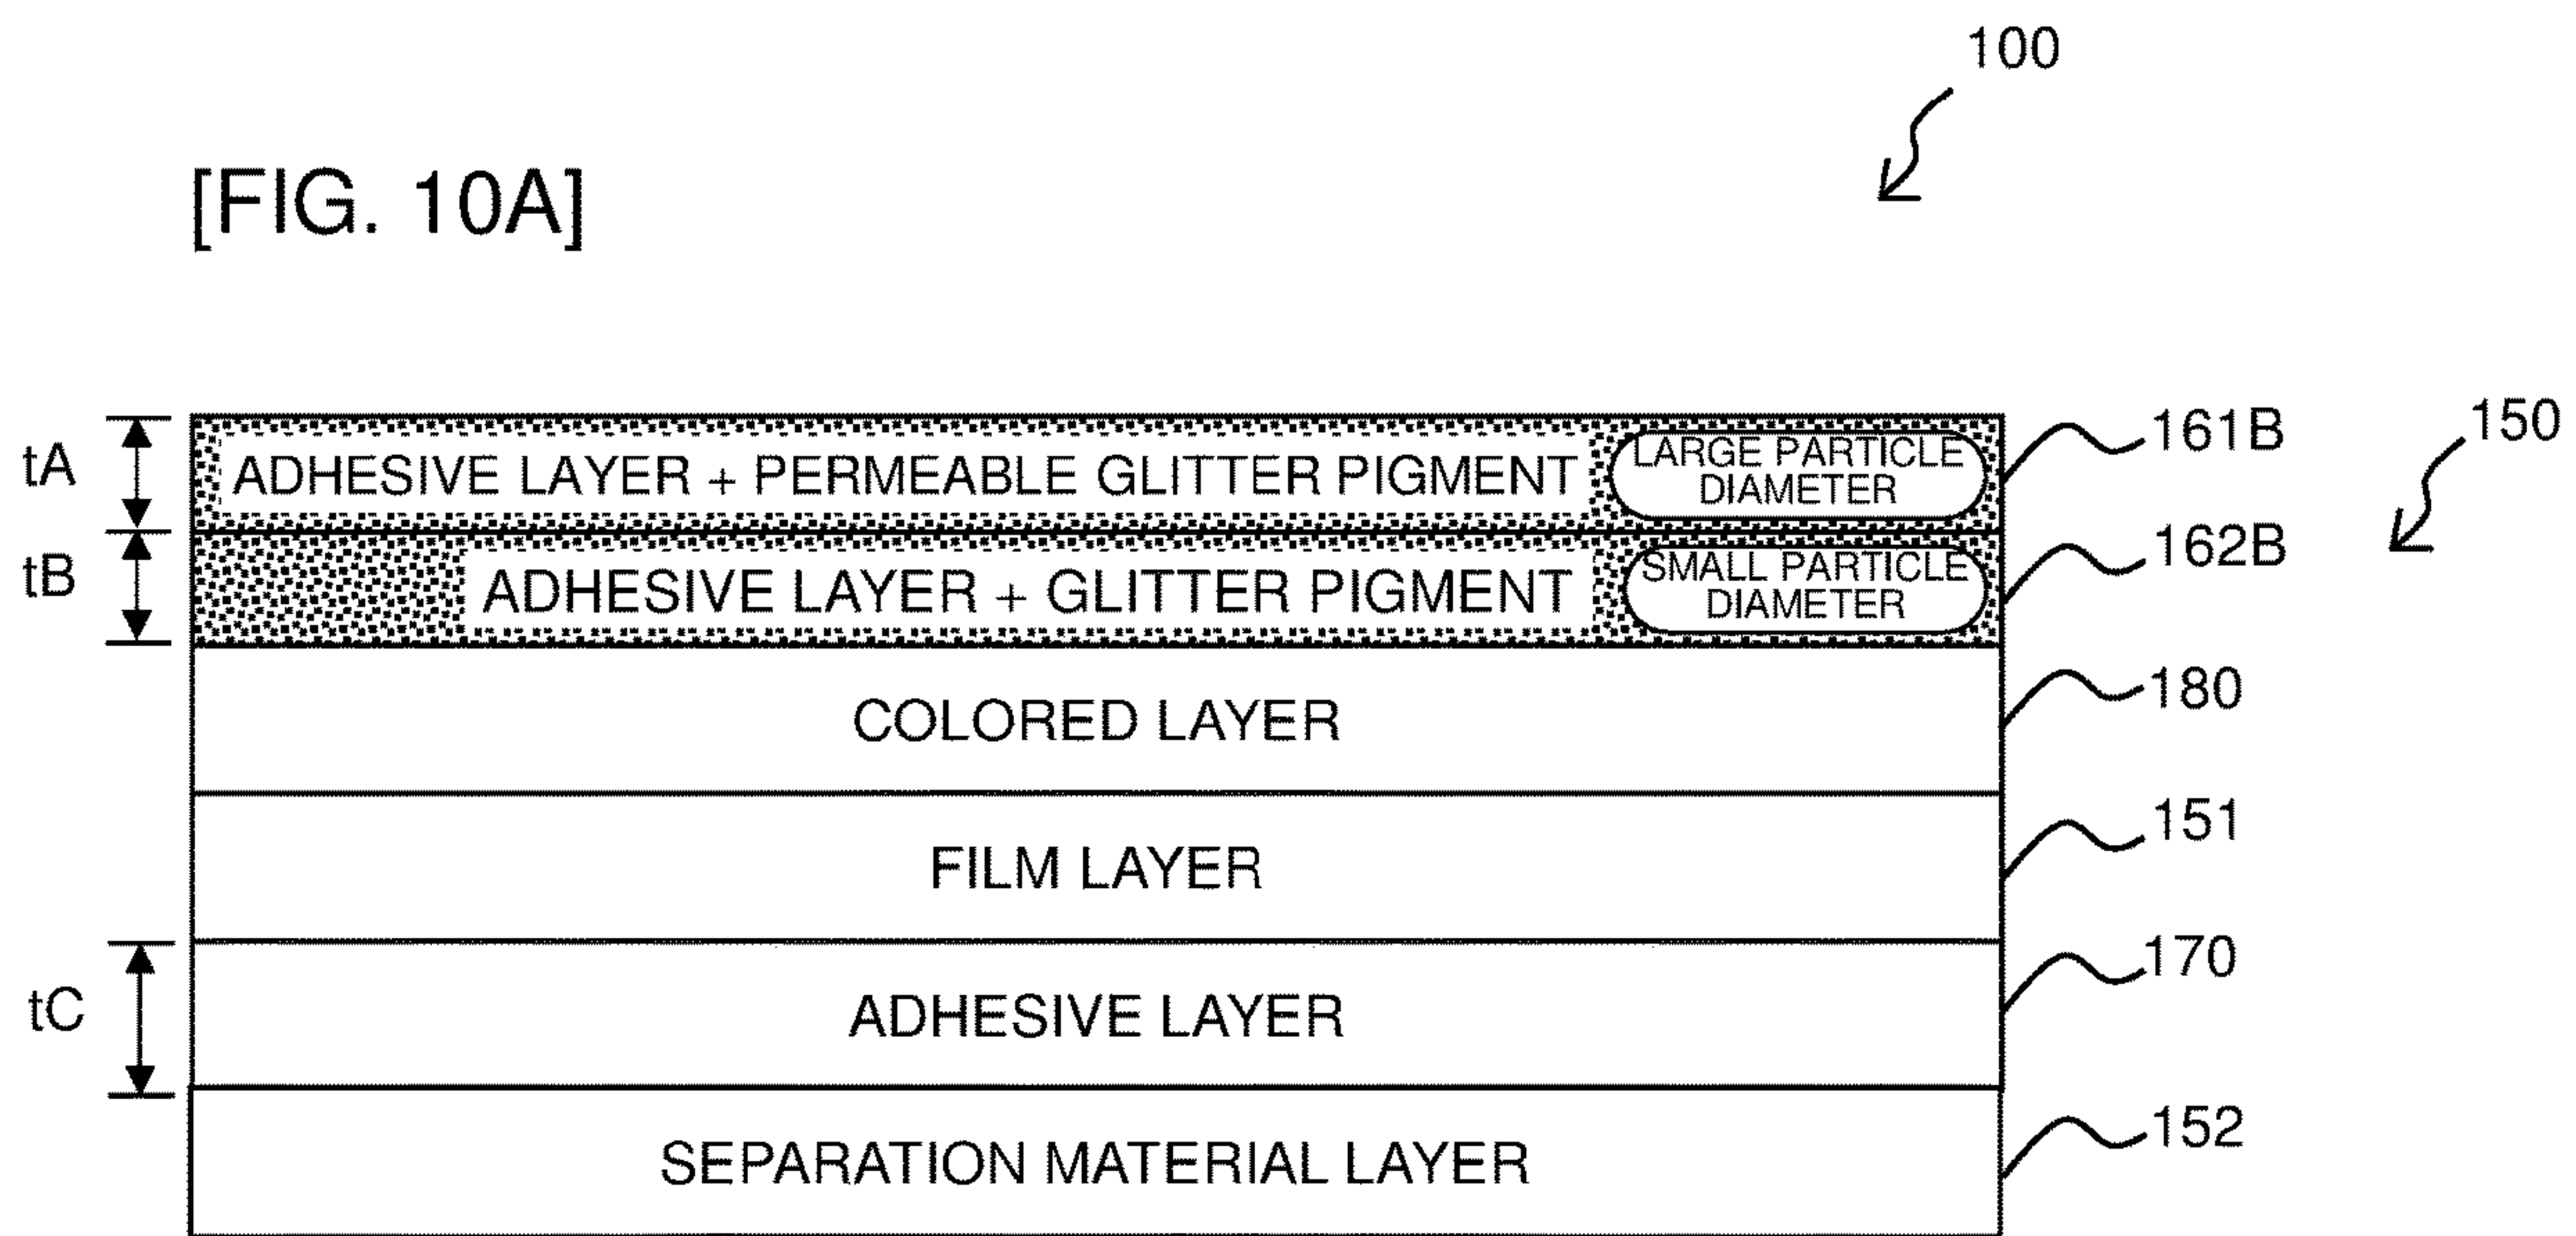 100
[FIG. 10A]
tA
ADHESIVE LAYER + PERMEABLE GLITTER PIGMENT
LARGE PARTICLE
DIAMETER
161B
150
tB
ADHESIVE LAYER + GLITTER PIGMENT
SMALL PARTICLE
DIAMETER
162B
COLORED LAYER
180
FILM LAYER
151
tC
ADHESIVE LAYER
170
SEPARATION MATERIAL LAYER
152